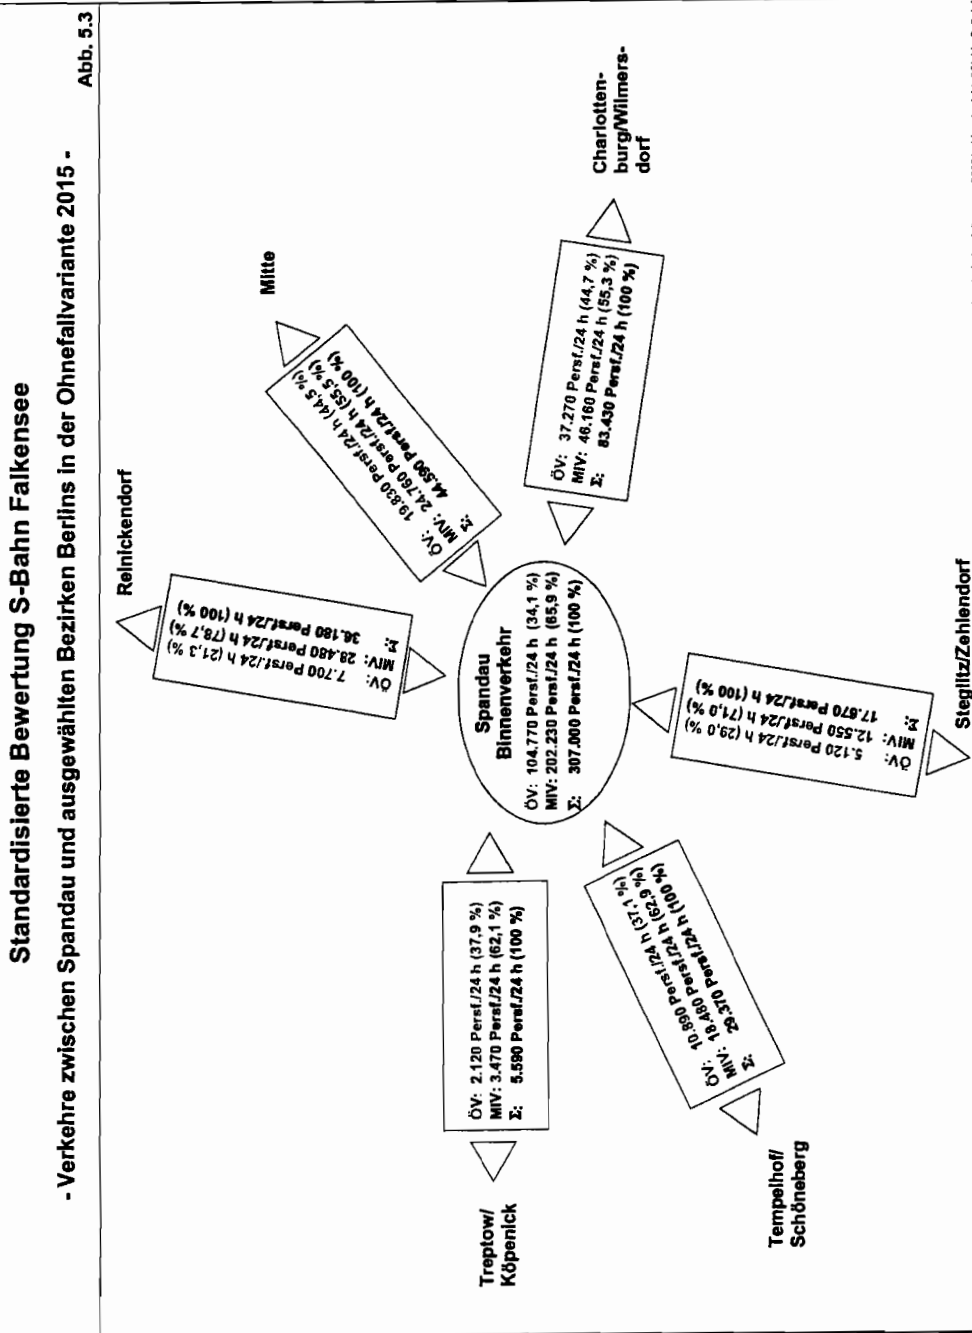 Standardisierte Bewertung S-Bahn Falkensee
- Verkehre zwischen Spandau und ausgewählten Bezirken Berlins in der Ohnefallvariante 2015 -
Abb. 5.3
Reinickendorf
ÖV: 7.700 Persf./24 h (21,3 %)
MIV: 28.480 Persf./24 h (78,7 %)
Σ: 36.180 Persf./24 h (100 %)
Mitte
ÖV: 19.830 Persf./24 h (44,5 %)
MIV: 24.760 Persf./24 h (55,5 %)
Σ: 44.590 Persf./24 h (100 %)
Charlotten-
burg/Wilmers-
dorf
ÖV: 37.270 Persf./24 h (44,7 %)
MIV: 46.160 Persf./24 h (55,3 %)
Σ: 83.430 Persf./24 h (100 %)
Spandau
Binnenverkehr
ÖV: 104.770 Persf./24 h (34,1 %)
MIV: 202.230 Persf./24 h (65,9 %)
Σ: 307.000 Persf./24 h (100 %)
Treptow/
Köpenick
ÖV: 2.120 Persf./24 h (37,9 %)
MIV: 3.470 Persf./24 h (62,1 %)
Σ: 5.590 Persf./24 h (100 %)
Tempelhof/
Schöneberg
ÖV: 10.890 Persf./24 h (37,1 %)
MIV: 18.480 Persf./24 h (62,9 %)
Σ: 29.370 Persf./24 h (100 %)
Steglitz/Zehlendorf
ÖV: 5.120 Persf./24 h (29,0 %)
MIV: 12.550 Persf./24 h (71,0 %)
Σ: 17.670 Persf./24 h (100 %)